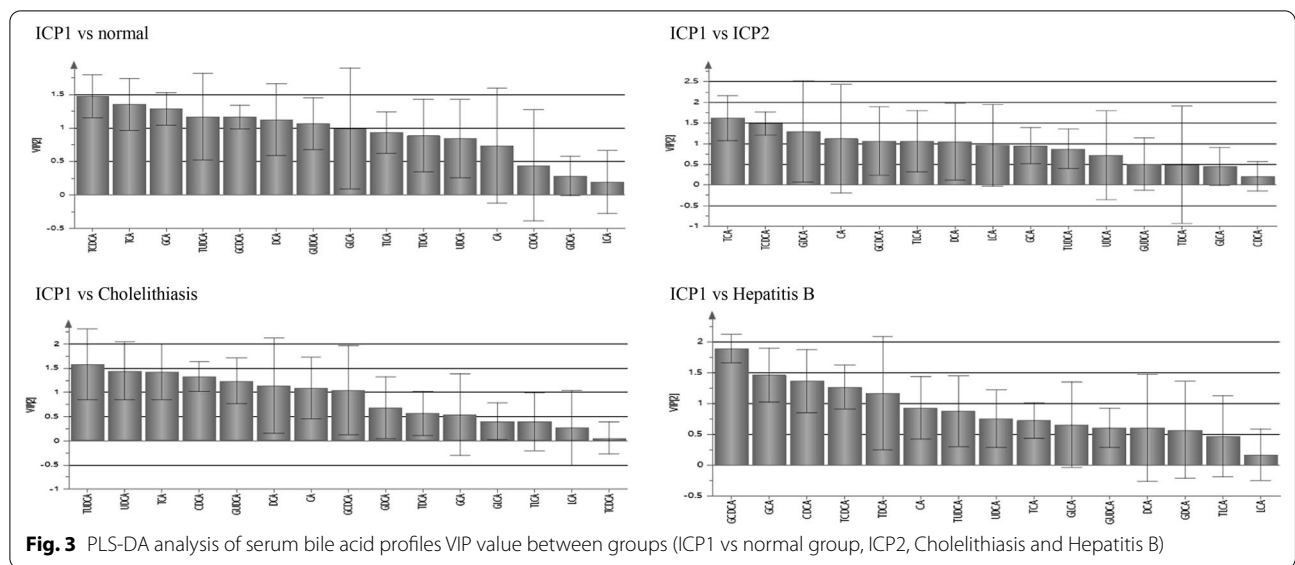 ICP1 vs normal
VIP[2]
1.5
1
0.5
0
-0.5
TCDCA TCA GCA TUDCA GCDCA DCA GUDCA GLCA TLCA TDCA UDCA CA CDCA GDCA LCA
ICP1 vs ICP2
VIP[2]
2.5
2
1.5
1
0.5
0
-0.5
-1
TCA TCDCA GDCA CA GCDCA TLCA DCA LCA GCA TUDCA UDCA GUDCA TDCA GLCA CDCA
ICP1 vs Cholelithiasis
VIP[2]
2
1.5
1
0.5
0
-0.5
-1
TUDCA UDCA TCA CDCA GUDCA DCA CA GCDCA GDCA TDCA GCA GLCA TLCA LCA TCDCA
ICP1 vs Hepatitis B
VIP[2]
2
1.5
1
0.5
0
-0.5
GCDCA GCA CDCA TCDCA TDCA CA TUDCA UDCA TCA GLCA GUDCA DCA GDCA TLCA LCA
Fig. 3 PLS-DA analysis of serum bile acid profiles VIP value between groups (ICP1 vs normal group, ICP2, Cholelithiasis and Hepatitis B)